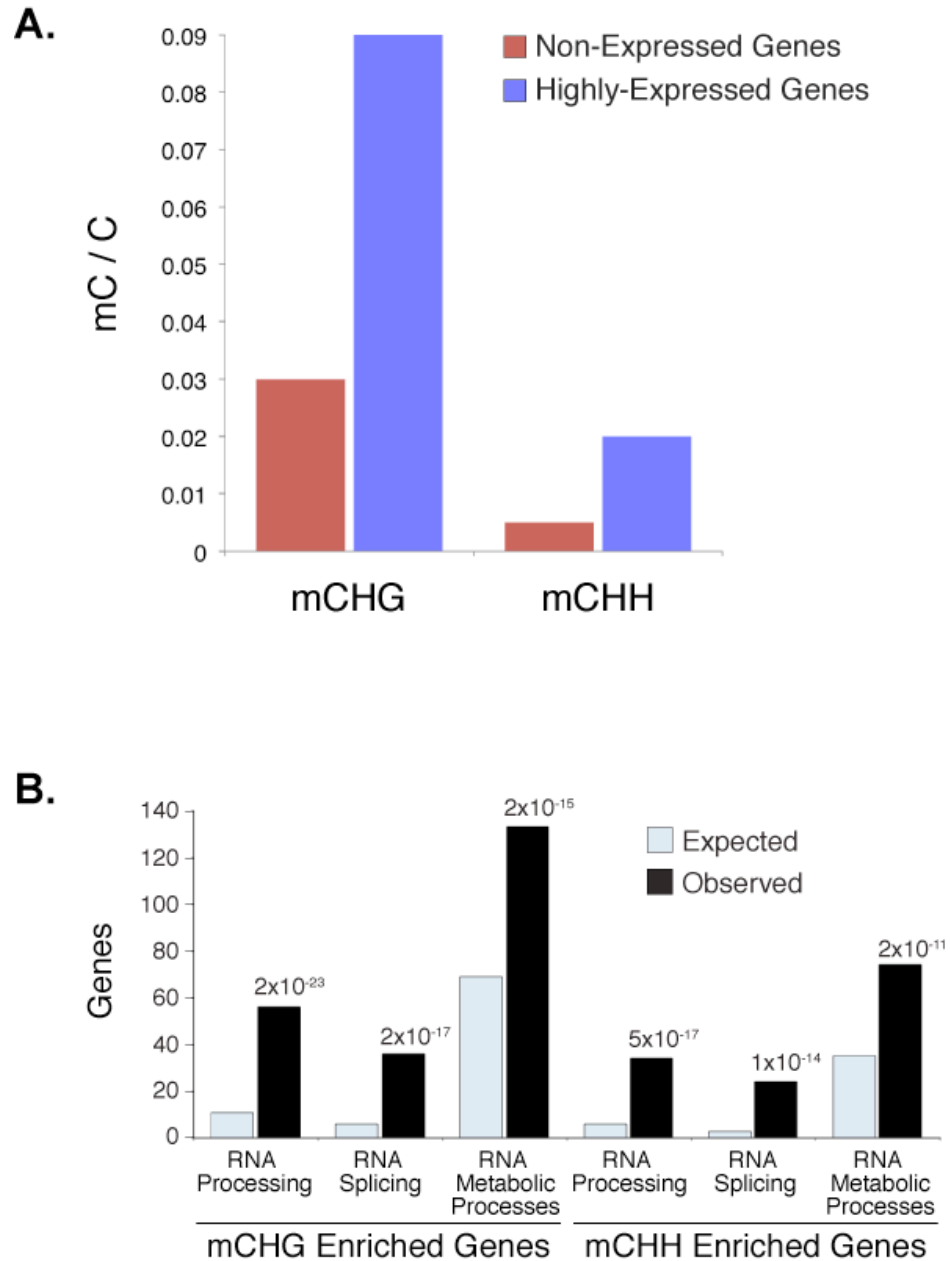 A.
0.09
0.08
0.07
0.06
0.05
0.04
0.03
0.02
0.01
0
mC / C
Non-Expressed Genes
Highly-Expressed Genes
mCHG
mCHH
B.
140
120
100
80
60
40
20
0
Genes
2x10⁻²³
2x10⁻¹⁷
2x10⁻¹⁵
5x10⁻¹⁷
1x10⁻¹⁴
2x10⁻¹¹
Expected
Observed
RNA
Processing
RNA
Splicing
RNA
Metabolic
Processes
RNA
Processing
RNA
Splicing
RNA
Metabolic
Processes
mCHG Enriched Genes
mCHH Enriched Genes